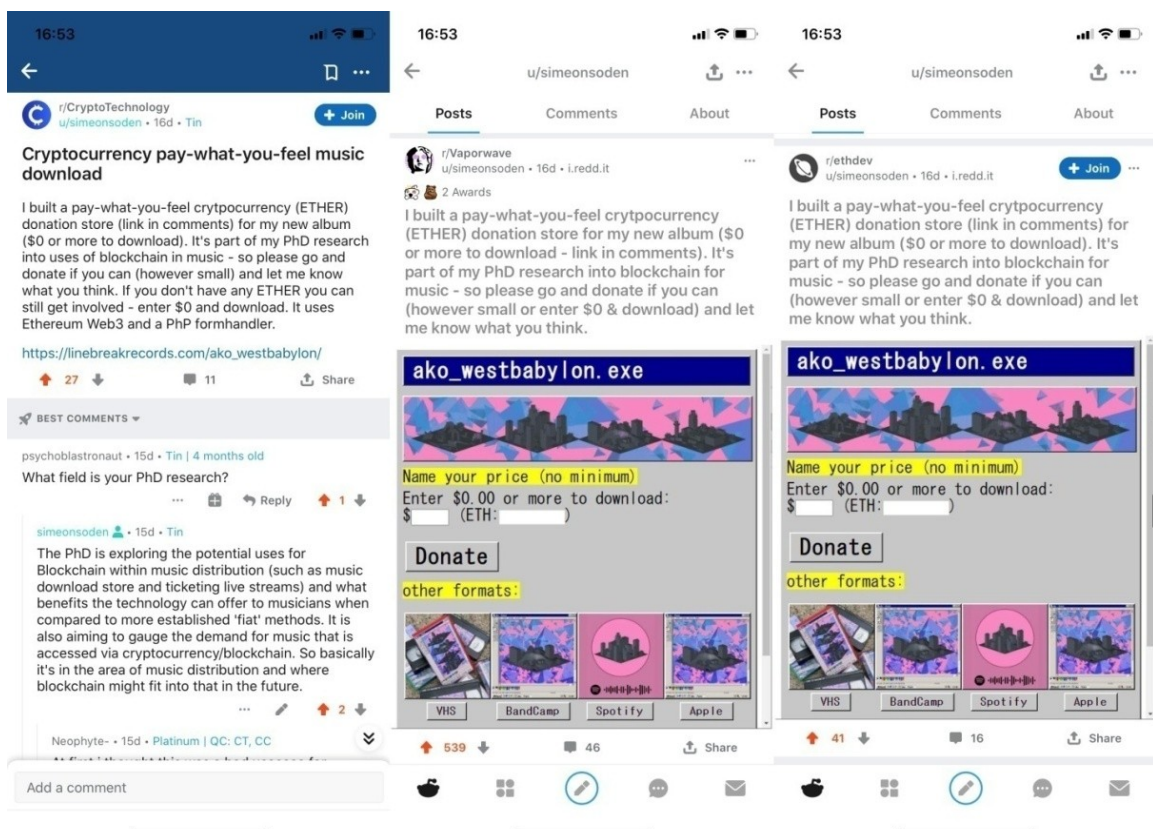 16:53
r/CryptoTechnology
u/simeonsoden • 16d • Tin
+ Join
Cryptocurrency pay-what-you-feel music
download
I built a pay-what-you-feel crytpocurrency (ETHER)
donation store (link in comments) for my new album
($0 or more to download). It's part of my PhD research
into uses of blockchain in music - so please go and
donate if you can (however small) and let me know
what you think. If you don't have any ETHER you can
still get involved - enter $0 and download. It uses
Ethereum Web3 and a PhP formhandler.
https://linebreakrecords.com/ako_westbabylon/
27
11
Share
BEST COMMENTS
psychoblastronaut • 15d • Tin | 4 months old
What field is your PhD research?
Reply
1
simeonsoden • 15d • Tin
The PhD is exploring the potential uses for
Blockchain within music distribution (such as music
download store and ticketing live streams) and what
benefits the technology can offer to musicians when
compared to more established 'fiat' methods. It is
also aiming to gauge the demand for music that is
accessed via cryptocurrency/blockchain. So basically
it's in the area of music distribution and where
blockchain might fit into that in the future.
2
Neophyte- • 15d • Platinum | QC: CT, CC
Add a comment
16:53
u/simeonsoden
Posts Comments About
r/Vaporwave
u/simeonsoden • 16d • i.redd.it
2 Awards
I built a pay-what-you-feel crytpocurrency
(ETHER) donation store for my new album ($0
or more to download - link in comments). It's
part of my PhD research into blockchain for
music - so please go and donate if you can
(however small or enter $0 & download) and let
me know what you think.
ako_westbabylon.exe
Name your price (no minimum)
Enter $0.00 or more to download:
$ (ETH: )
Donate
other formats:
VHS BandCamp Spotify Apple
539
46
Share
16:53
u/simeonsoden
Posts Comments About
r/ethdev
u/simeonsoden • 16d • i.redd.it
+ Join
I built a pay-what-you-feel crytpocurrency
(ETHER) donation store (link in comments) for
my new album ($0 or more to download). It's
part of my PhD research into blockchain for
music - so please go and donate if you can
(however small or enter $0 & download) and let
me know what you think.
ako_westbabylon.exe
Name your price (no minimum)
Enter $0.00 or more to download:
$ (ETH: )
Donate
other formats:
VHS BandCamp Spotify Apple
41
16
Share